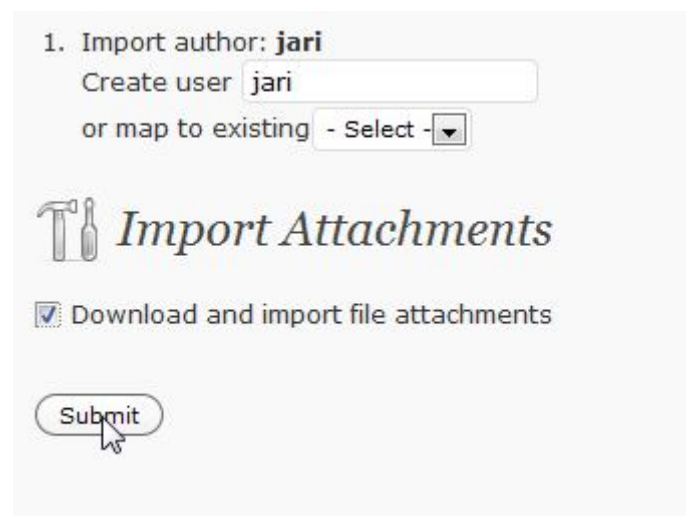 1. Import author: jari
Create user jari
or map to existing - Select -
Import Attachments
Download and import file attachments
Submit